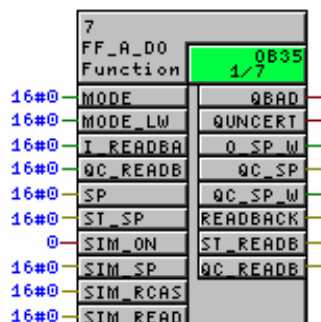 7
FF_A_DO
Function
OB35
1/7
16#0 MODE QBAD
16#0 MODE_LW QUNCERT
16#0 I_READBA O_SP_W
16#0 QC_READB QC_SP
16#0 SP QC_SP_W
16#0 ST_SP READBACK
0 SIM_ON ST_READB
16#0 SIM_SP QC_READB
16#0 SIM_RCAS
16#0 SIM_READ